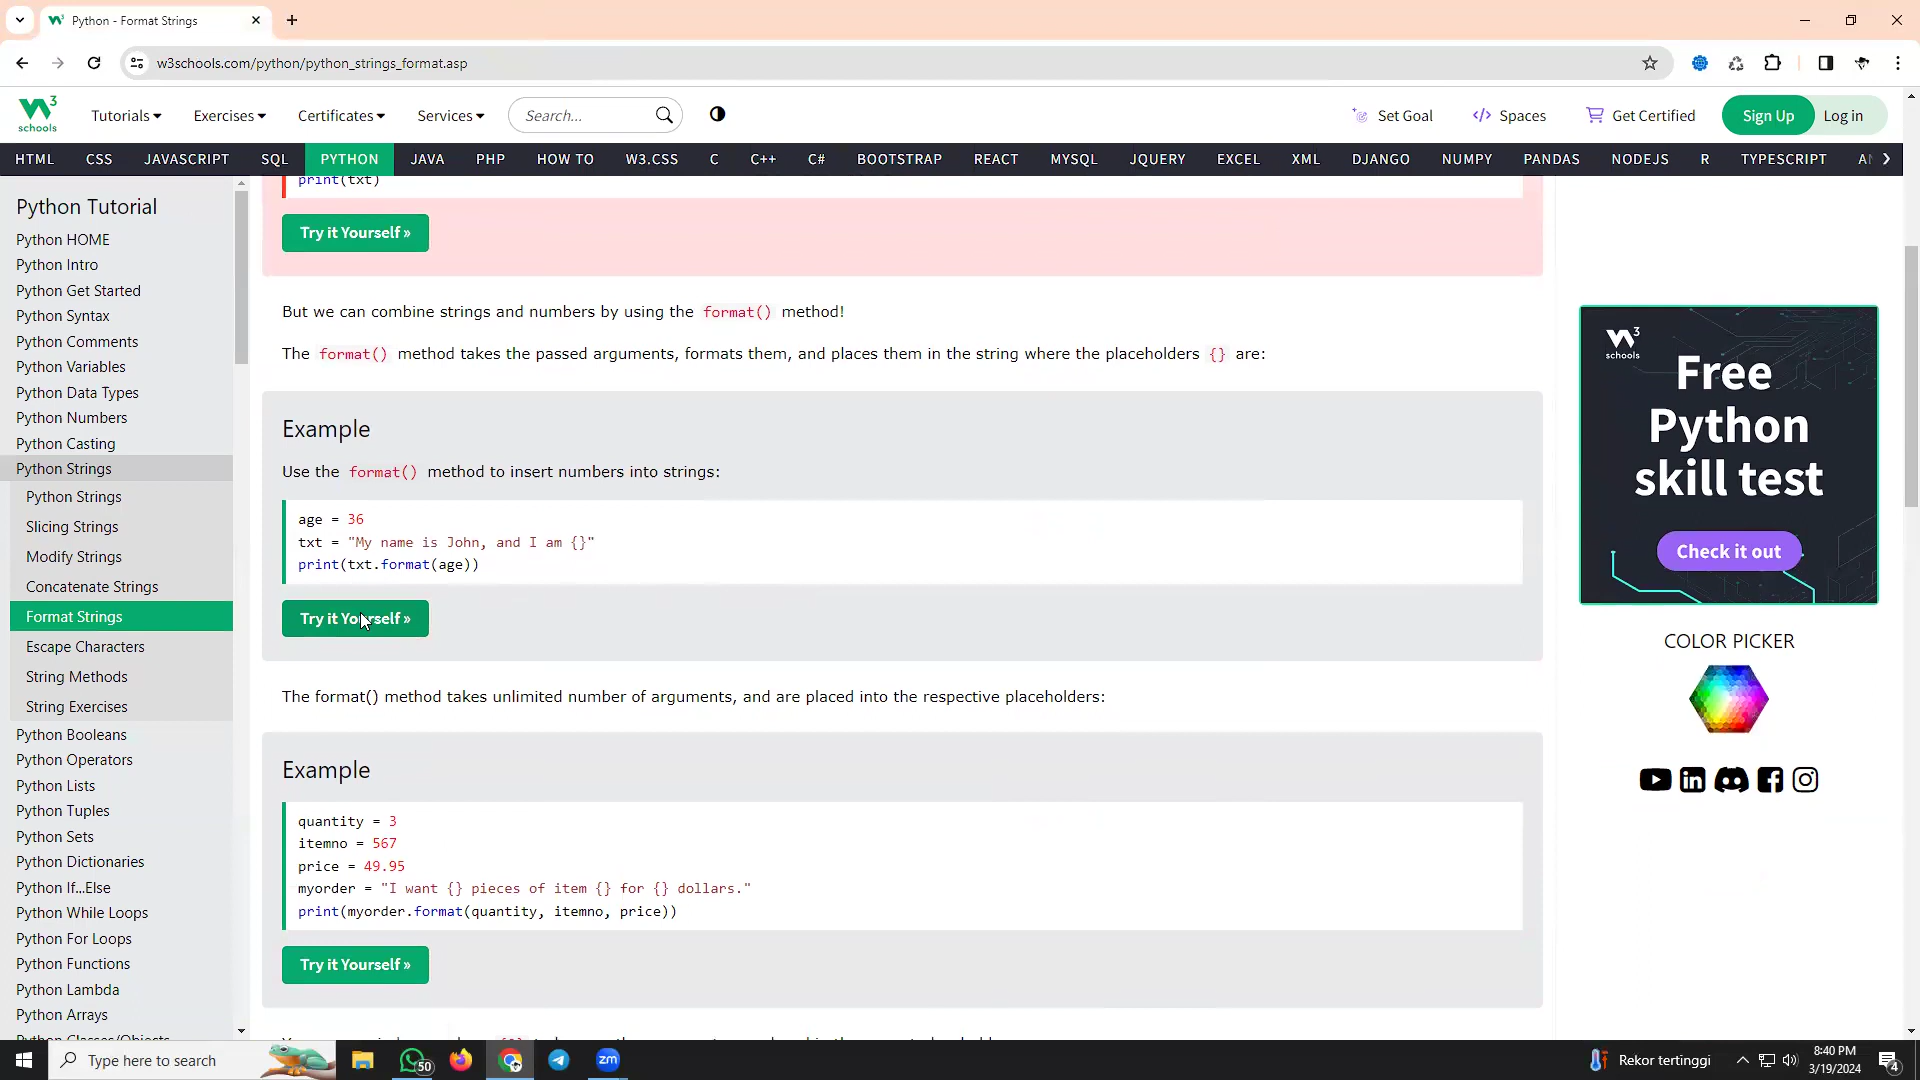 Python - Format Strings
w3schools.com/python/python_strings_format.asp
W3 schools
Tutorials
Exercises
Certificates
Services
Search...
Set Goal
Spaces
Get Certified
Sign Up
Log in
HTML CSS JAVASCRIPT SQL PYTHON JAVA PHP HOW TO W3.CSS C C++ C# BOOTSTRAP REACT MYSQL JQUERY EXCEL XML DJANGO NUMPY PANDAS NODEJS R TYPESCRIPT
Python Tutorial
Python HOME
Python Intro
Python Get Started
Python Syntax
Python Comments
Python Variables
Python Data Types
Python Numbers
Python Casting
Python Strings
Python Strings
Slicing Strings
Modify Strings
Concatenate Strings
Format Strings
Escape Characters
String Methods
String Exercises
Python Booleans
Python Operators
Python Lists
Python Tuples
Python Sets
Python Dictionaries
Python If...Else
Python While Loops
Python For Loops
Python Functions
Python Lambda
Python Arrays
Python Classes/Objects
print(txt)
Try it Yourself »
But we can combine strings and numbers by using the format() method!
The format() method takes the passed arguments, formats them, and places them in the string where the placeholders {} are:
Example
Use the format() method to insert numbers into strings:
age = 36
txt = "My name is John, and I am {}"
print(txt.format(age))
Try it Yourself »
The format() method takes unlimited number of arguments, and are placed into the respective placeholders:
Example
quantity = 3
itemno = 567
price = 49.95
myorder = "I want {} pieces of item {} for {} dollars."
print(myorder.format(quantity, itemno, price))
Try it Yourself »
W3 schools
Free
Python
skill test
Check it out
COLOR PICKER
Type here to search
50
zm
Rekor tertinggi
8:40 PM
3/19/2024
4